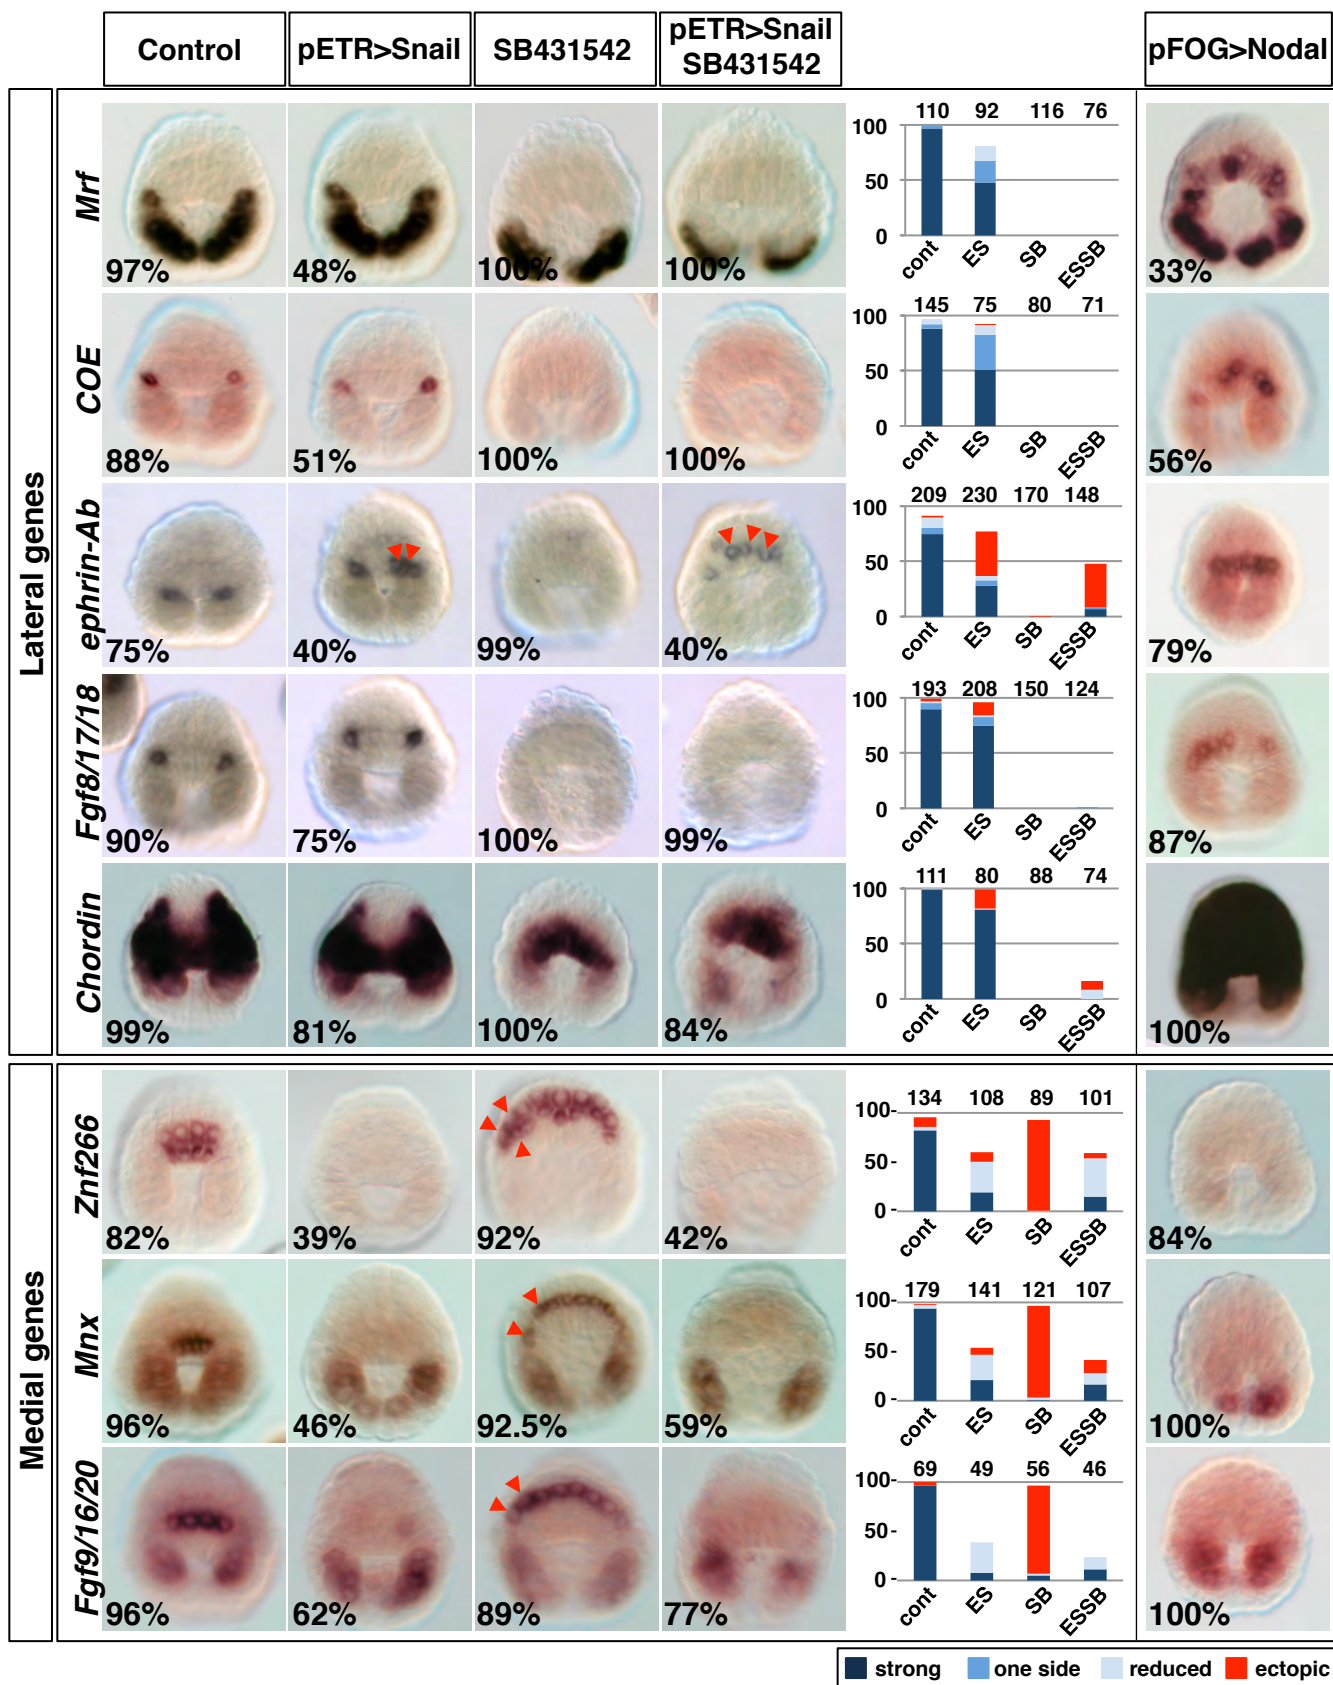 Control
pETR>Snail
SB431542
pETR>Snail
SB431542
pFOG>Nodal
Lateral genes
Mrf
97%
48%
100%
100%
110 92 116 76
100
50
0
cont ES SB ESSB
33%
COE
88%
51%
100%
100%
145 75 80 71
100
50
0
cont ES SB ESSB
56%
ephrin-Ab
75%
40%
99%
40%
209 230 170 148
100
50
0
cont ES SB ESSB
79%
Fgf8/17/18
90%
75%
100%
99%
193 208 150 124
100
50
0
cont ES SB ESSB
87%
Chordin
99%
81%
100%
84%
111 80 88 74
100
50
0
cont ES SB ESSB
100%
Medial genes
Znf266
82%
39%
92%
42%
134 108 89 101
100-
50-
0-
cont ES SB ESSB
84%
Mnx
96%
46%
92.5%
59%
179 141 121 107
100-
50-
0-
cont ES SB ESSB
100%
Fgf9/16/20
96%
62%
89%
77%
69 49 56 46
100-
50-
0-
cont ES SB ESSB
100%
strong one side reduced ectopic